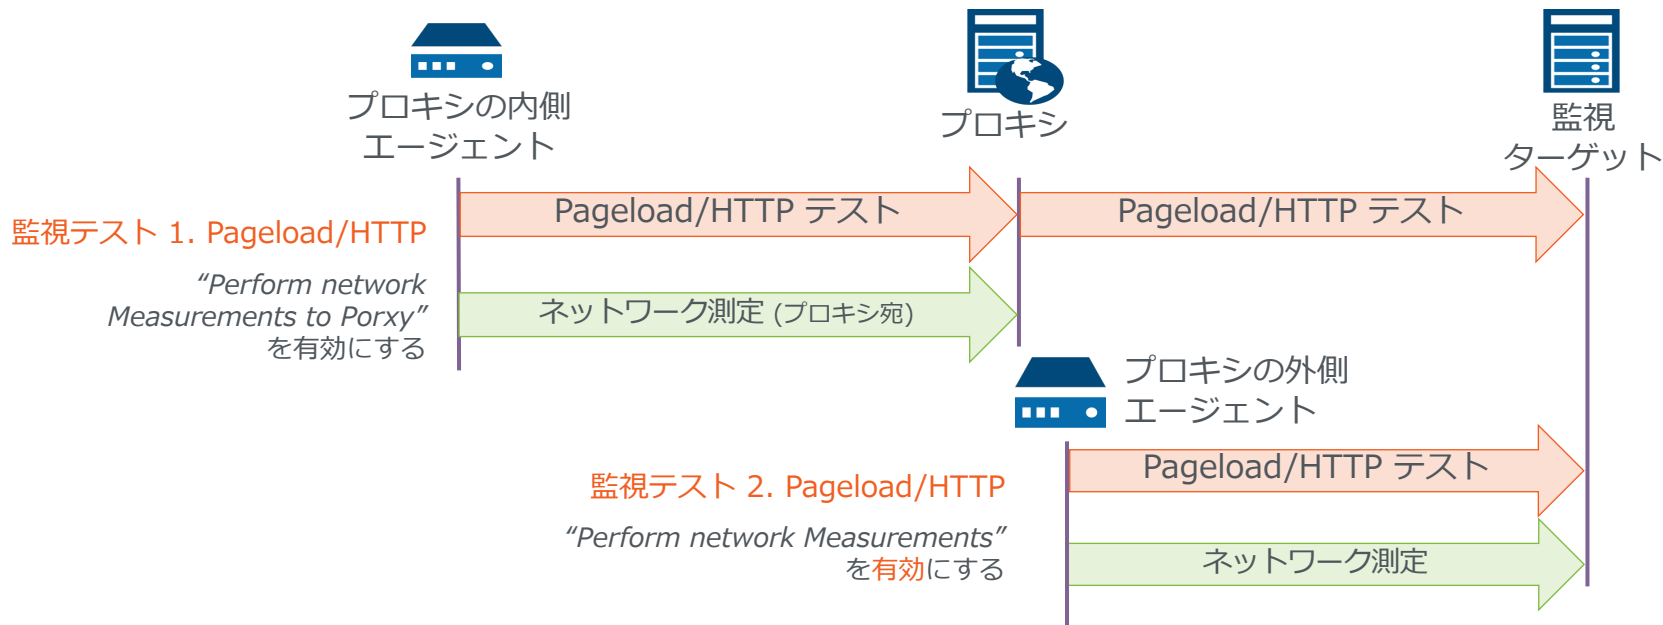 プロキシの内側
エージェント
プロキシ
監視
ターゲット
監視テスト 1. Pageload/HTTP
Pageload/HTTP テスト
Pageload/HTTP テスト
“Perform network
Measurements to Porxy”
を有効にする
ネットワーク測定 (プロキシ宛)
プロキシの外側
エージェント
監視テスト 2. Pageload/HTTP
Pageload/HTTP テスト
“Perform network Measurements”
を有効にする
ネットワーク測定